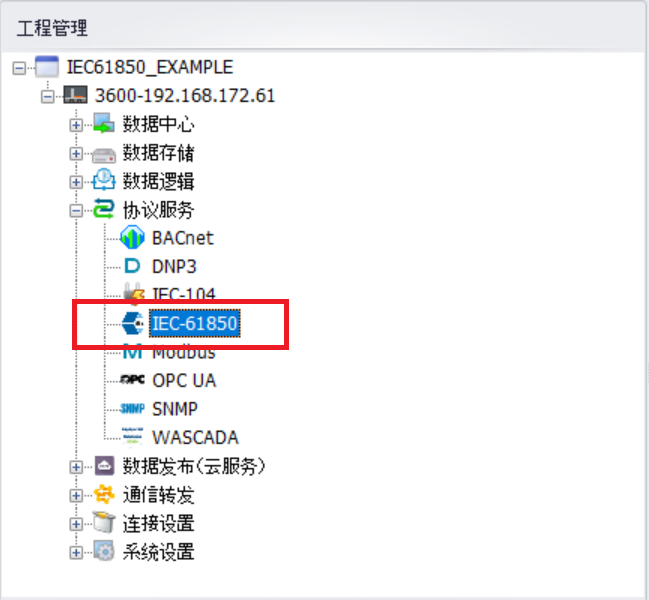 工程管理
IEC61850_EXAMPLE
3600-192.168.172.61
数据中心
数据存储
数据逻辑
协议服务
BACnet
DNP3
IEC-104
IEC-61850
Modbus
OPC UA
SNMP
WASCADA
数据发布(云服务)
通信转发
连接设置
系统设置